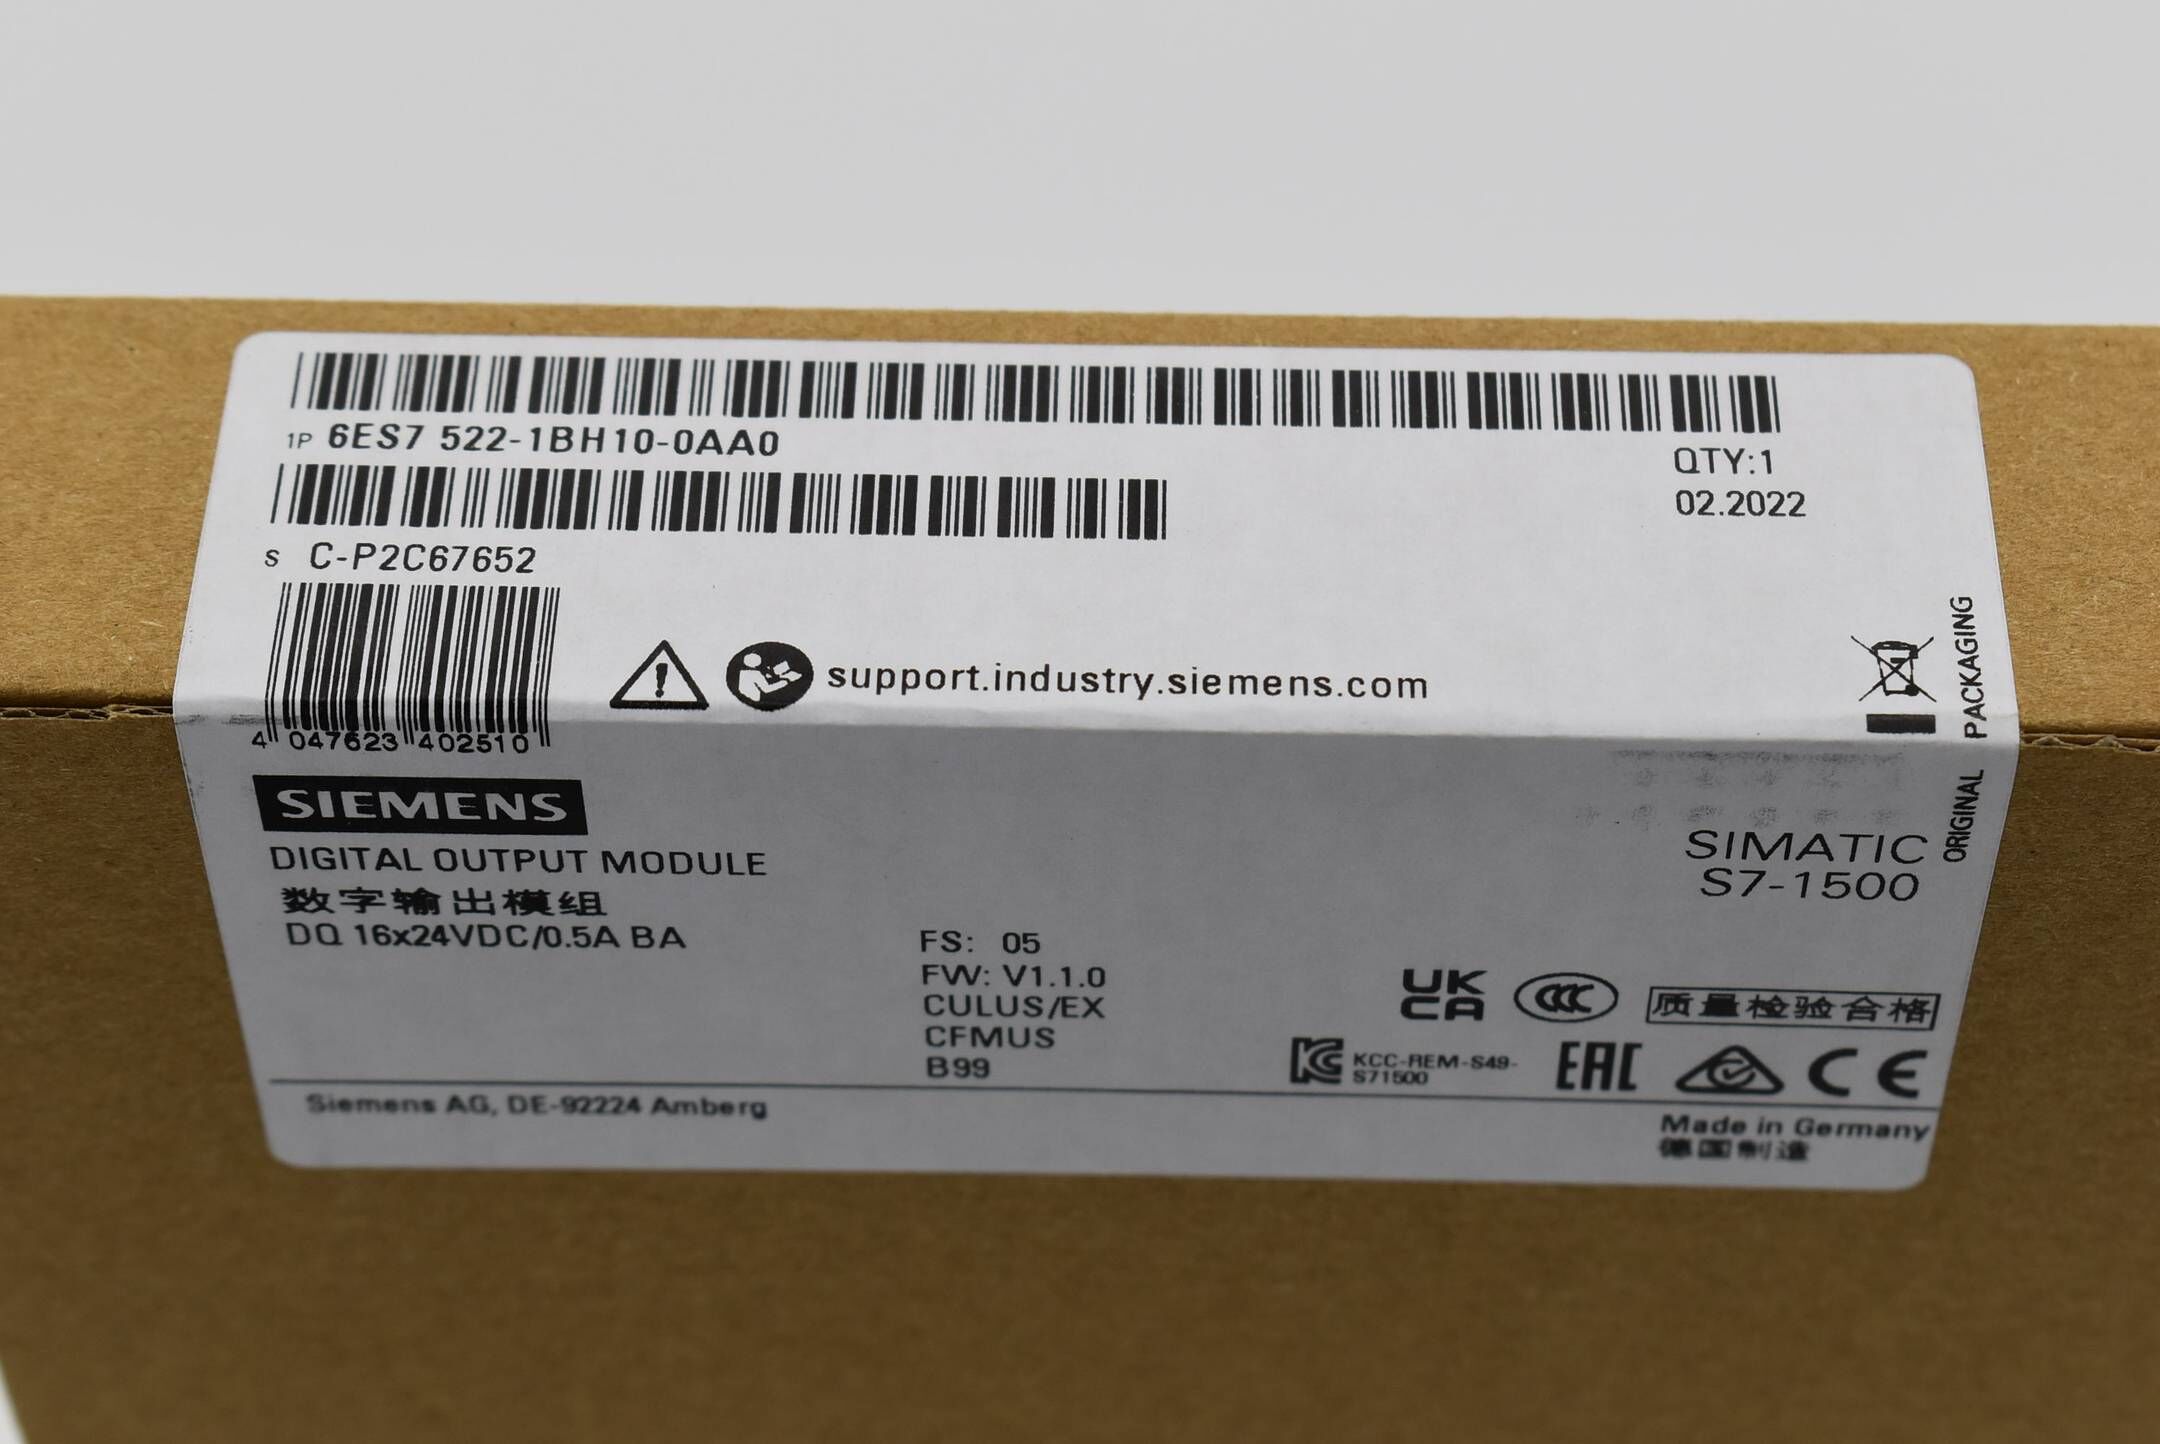 1P 6ES7 522-1BH10-0AA0
QTY:1
02.2022
S C-P2C67652
support.industry.siemens.com
4 047623 402510
ORIGINAL PACKAGING
SIEMENS
DIGITAL OUTPUT MODULE
数字输出模组
DQ 16x24VDC/0.5A BA
SIMATIC
S7-1500
FS: 05
FW: V1.1.0
CULUS/EX
CFMUS
B99
UK
CA
CCC
质量检验合格
KCC-REM-S49-
S71500
EAC
CE
Siemens AG, DE-92224 Amberg
Made in Germany
德国制造